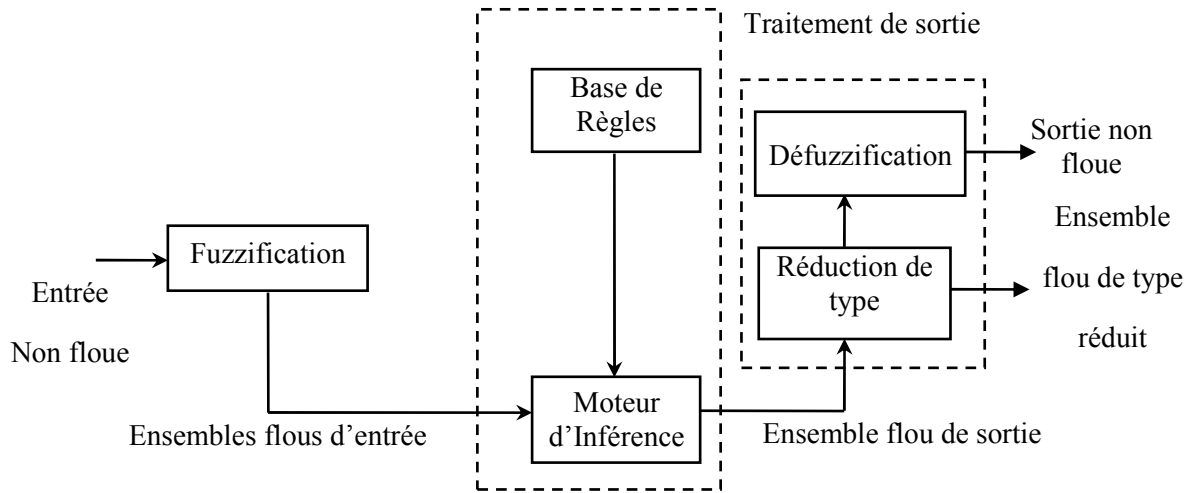 Traitement de sortie
Base de
Règles
Défuzzification
Sortie non
floue
Fuzzification
Entrée
Non floue
Réduction de
type
Ensemble
flou de type
réduit
Moteur
d’Inférence
Ensembles flous d’entrée
Ensemble flou de sortie